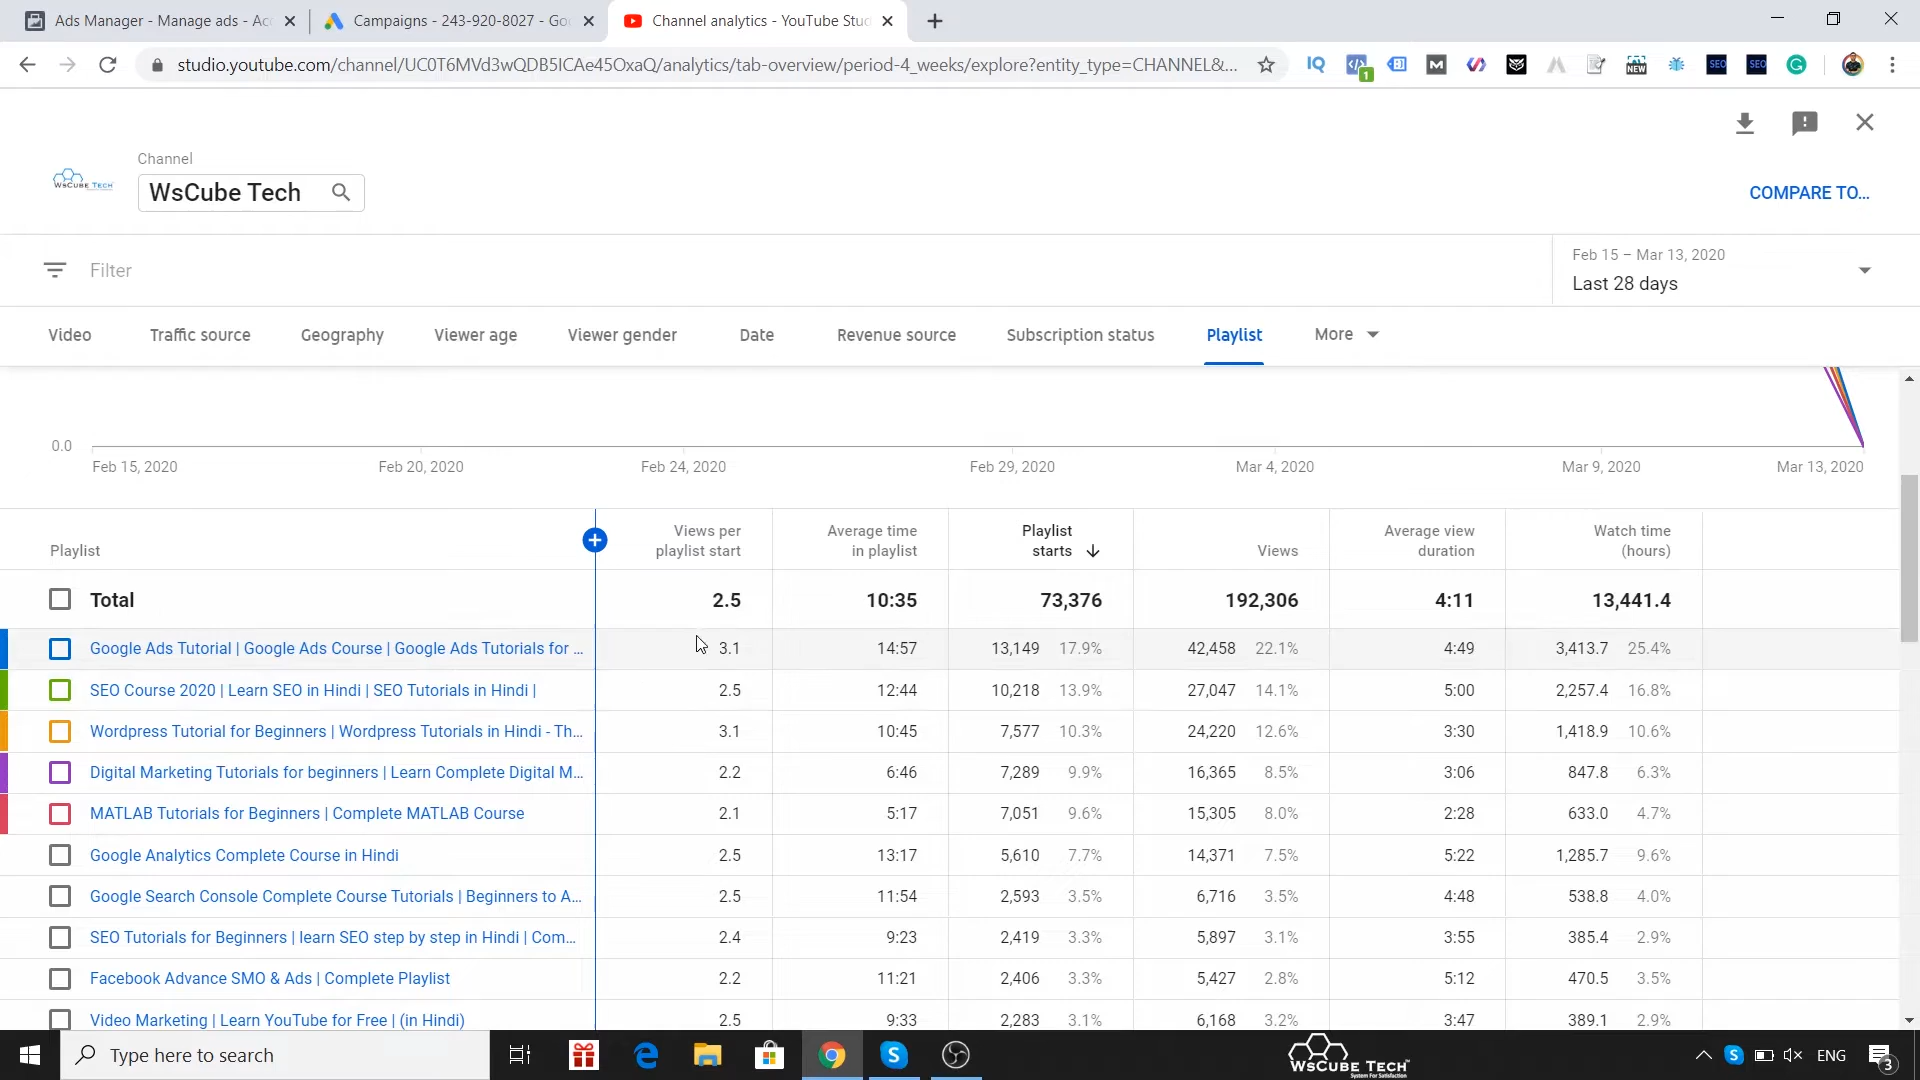 Ads Manager - Manage ads - Ac
Campaigns - 243-920-8027 - Go
Channel analytics - YouTube Stud
studio.youtube.com/channel/UC0T6MVd3wQDB5ICAe45OxaQ/analytics/tab-overview/period-4_weeks/explore?entity_type=CHANNEL&...
IQ
1
M
NEW
SEO
SEO
WsCube Tech
Channel
WsCube Tech
COMPARE TO...
Filter
Feb 15 – Mar 13, 2020
Last 28 days
Video Traffic source Geography Viewer age Viewer gender Date Revenue source Subscription status Playlist More
0.0
Feb 15, 2020 Feb 20, 2020 Feb 24, 2020 Feb 29, 2020 Mar 4, 2020 Mar 9, 2020 Mar 13, 2020
Playlist
Views per
playlist start
Average time
in playlist
Playlist
starts
Views
Average view
duration
Watch time
(hours)
Total 2.5 10:35 73,376 192,306 4:11 13,441.4
Google Ads Tutorial | Google Ads Course | Google Ads Tutorials for ... 3.1 14:57 13,149 17.9% 42,458 22.1% 4:49 3,413.7 25.4%
SEO Course 2020 | Learn SEO in Hindi | SEO Tutorials in Hindi | 2.5 12:44 10,218 13.9% 27,047 14.1% 5:00 2,257.4 16.8%
Wordpress Tutorial for Beginners | Wordpress Tutorials in Hindi - Th... 3.1 10:45 7,577 10.3% 24,220 12.6% 3:30 1,418.9 10.6%
Digital Marketing Tutorials for beginners | Learn Complete Digital M... 2.2 6:46 7,289 9.9% 16,365 8.5% 3:06 847.8 6.3%
MATLAB Tutorials for Beginners | Complete MATLAB Course 2.1 5:17 7,051 9.6% 15,305 8.0% 2:28 633.0 4.7%
Google Analytics Complete Course in Hindi 2.5 13:17 5,610 7.7% 14,371 7.5% 5:22 1,285.7 9.6%
Google Search Console Complete Course Tutorials | Beginners to A... 2.5 11:54 2,593 3.5% 6,716 3.5% 4:48 538.8 4.0%
SEO Tutorials for Beginners | learn SEO step by step in Hindi | Com... 2.4 9:23 2,419 3.3% 5,897 3.1% 3:55 385.4 2.9%
Facebook Advance SMO & Ads | Complete Playlist 2.2 11:21 2,406 3.3% 5,427 2.8% 5:12 470.5 3.5%
Video Marketing | Learn YouTube for Free | (in Hindi) 2.5 9:33 2,283 3.1% 6,168 3.2% 3:47 389.1 2.9%
Type here to search
WsCube Tech
System For Satisfaction
ENG
3